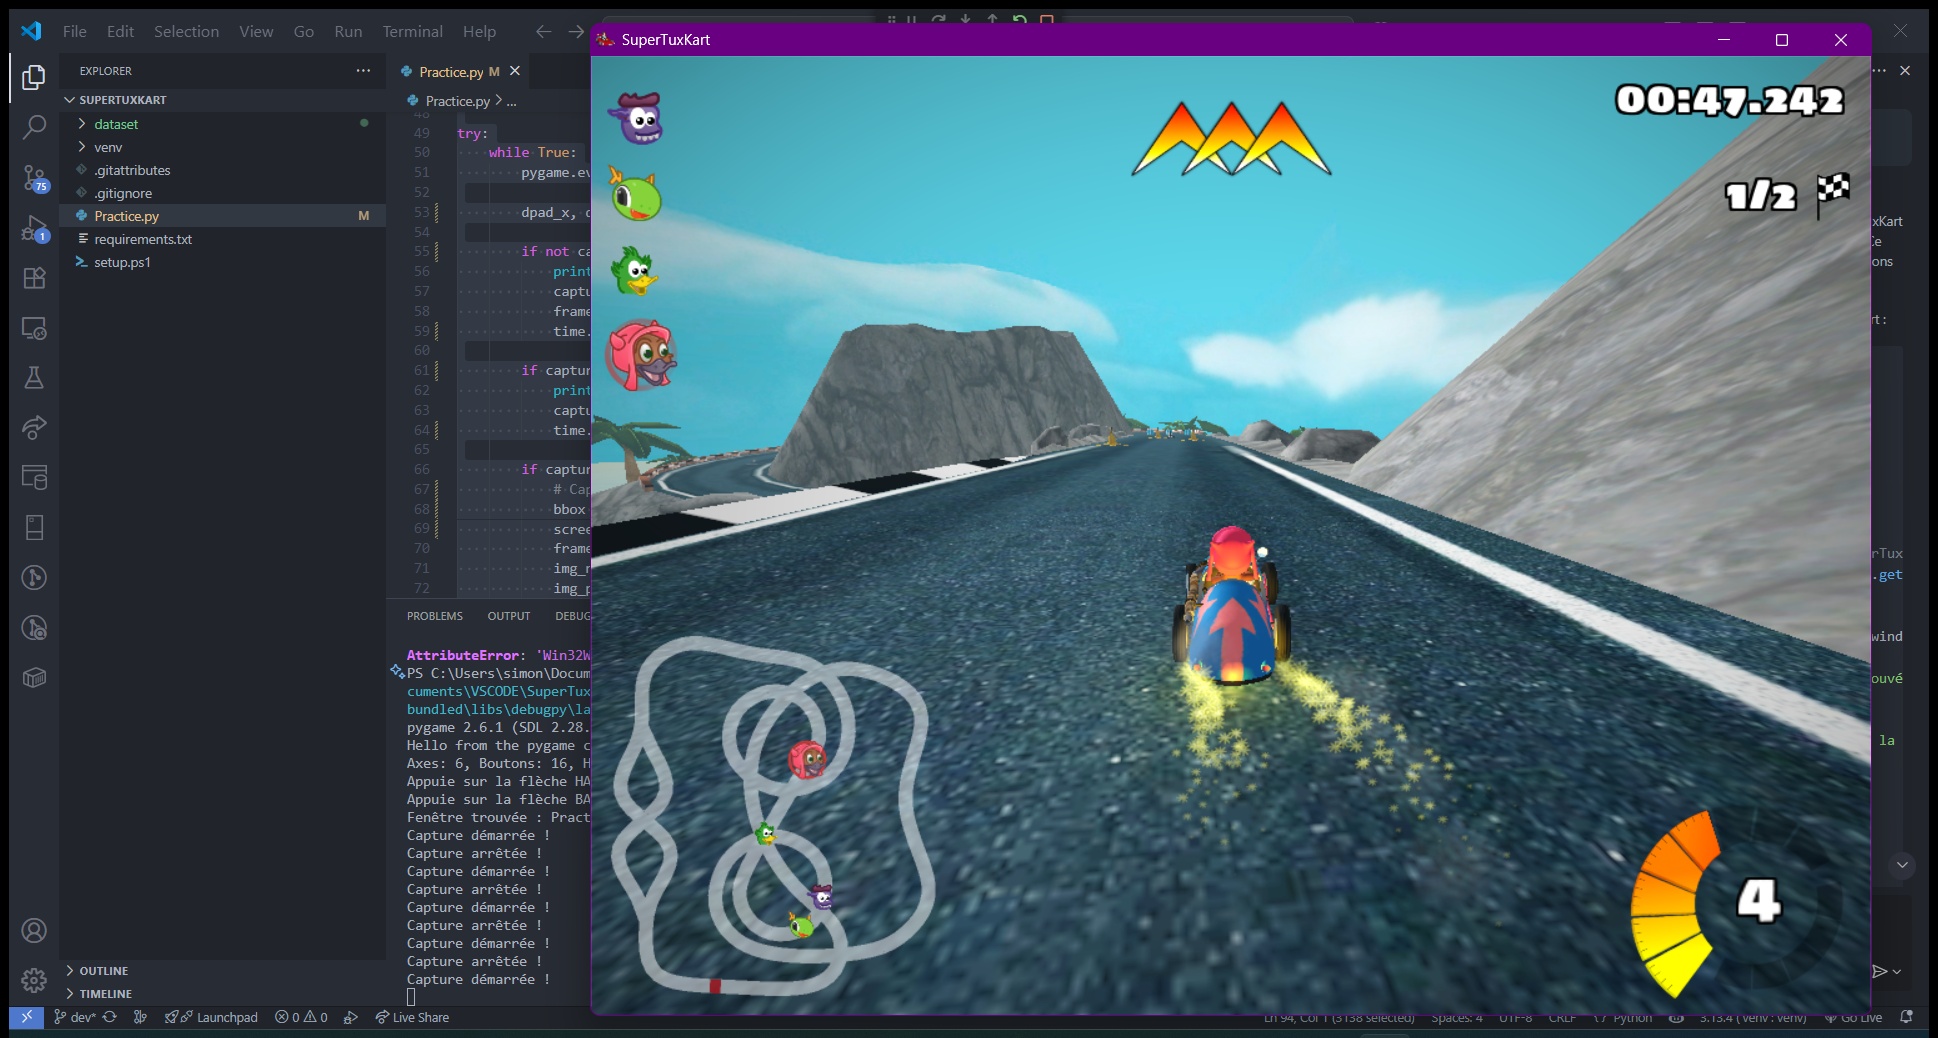 File Edit Selection View Go Run Terminal Help
SuperTuxKart
EXPLORER
Practice.py M
SUPERTUXKART
Practice.py > ...
dataset
venv
.gitattributes
.gitignore
Practice.py M
requirements.txt
setup.ps1
75
1
48
49 try:
50 while True:
51 pygame.ev
52
53 dpad_x, d
54
55 if not ca
56 print
57 captu
58 frame
59 time.
60
61 if captur
62 print
63 captu
64 time.
65
66 if captur
67 # Cap
68 bbox
69 scree
70 frame
71 img_n
72 img_p
PROBLEMS OUTPUT DEBUG
AttributeError: 'Win32W
PS C:\Users\simon\Docum
cuments\VSCODE\SuperTux
bundled\libs\debugpy\la
pygame 2.6.1 (SDL 2.28.
Hello from the pygame c
Axes: 6, Boutons: 16, H
Appuie sur la flèche HA
Appuie sur la flèche BA
Fenêtre trouvée : Pract
Capture démarrée !
Capture arrêtée !
Capture démarrée !
Capture arrêtée !
Capture démarrée !
Capture arrêtée !
Capture démarrée !
Capture arrêtée !
Capture démarrée !
00:47.242
1/2
4
xKart
ions
rt:
rTux
.get
wind
ouvé
la
OUTLINE
TIMELINE
dev* Launchpad 0 0 Live Share
Ln 94, Col 1 (3138 selected) Spaces: 4 UTF-8 CRLF Python 3.13.4 (venv: venv) Go Live